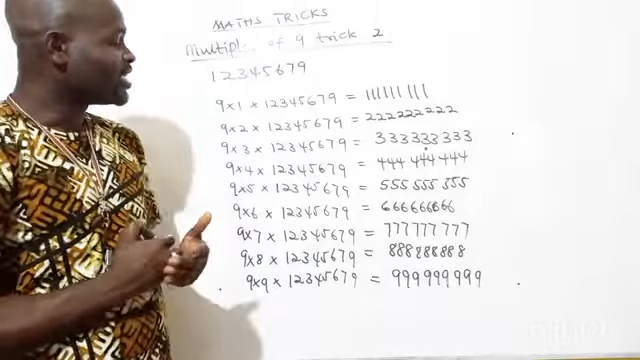 MATHS TRICKS
Multiple of 9 trick 2
12345679
9x1 x 12345679 = 111111111
9x2 x 12345679 = 222222222
9x3 x 12345679 = 333333333
9x4 x 12345679 = 444444444
9x5 x 12345679 = 555555555
9x6 x 12345679 = 666666666
9x7 x 12345679 = 777777777
9x8 x 12345679 = 888888888
9x9 x 12345679 = 999999999